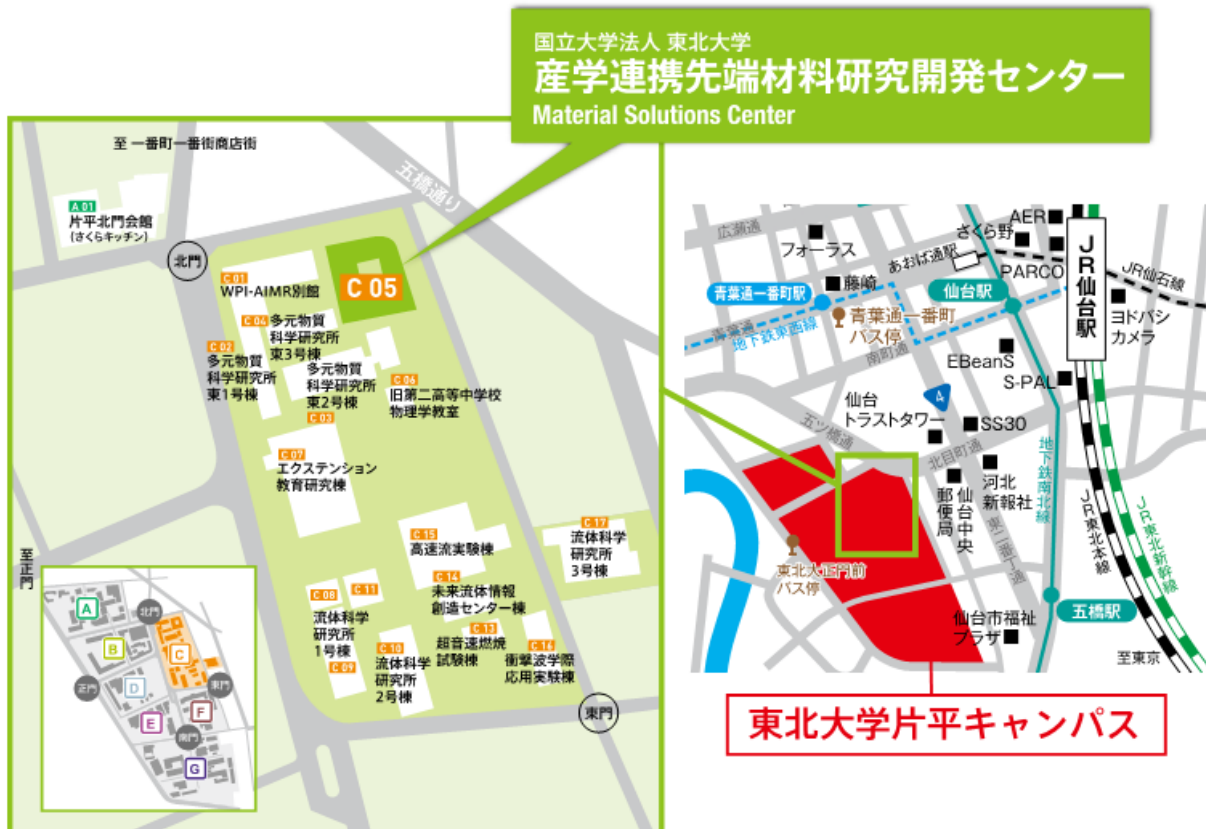 国立大学法人 東北大学
産学連携先端材料研究開発センター
Material Solutions Center
至 一番町一番街商店街
五橋通り
A 01
片平北門会館
(さくらキッチン)
北門
C 01
WPI-AIMR別館
C 05
C 04 多元物質
科学研究所
東3号棟
C 02
多元物質
科学研究所
東1号棟
多元物質
科学研究所
東2号棟
C 03
C 06
旧第二高等中学校
物理学教室
C 07
エクステンション
教育研究棟
C 15
高速流実験棟
C 17
流体科学
研究所
3号棟
C 14
未来流体情報
創造センター棟
C 08
C 11
流体科学
研究所
1号棟
C 09
C 10
流体科学
研究所
2号棟
C 13
超音速燃焼
試験棟
C 16
衝撃波学際
応用実験棟
東門
至正門
A
北門
B
C
D
正門
東門
E
F
南門
G
広瀬通
フォーラス
さくら野
AER
あおば通駅
PARCO
JR仙台駅
JR仙石線
青葉通一番町駅
藤崎
仙台駅
ヨドバシ
カメラ
青葉通
地下鉄東西線
青葉通一番町
バス停
南町通
EBeanS
S-PAL
4
仙台
トラストタワー
SS30
五ツ橋通
北目町通
河北
新報社
仙台中央
郵便局
東二番丁通
地下鉄南北線
JR東北本線
JR東北新幹線
東北大正門前
バス停
仙台市福祉
プラザ
五橋駅
至東京
東北大学片平キャンパス